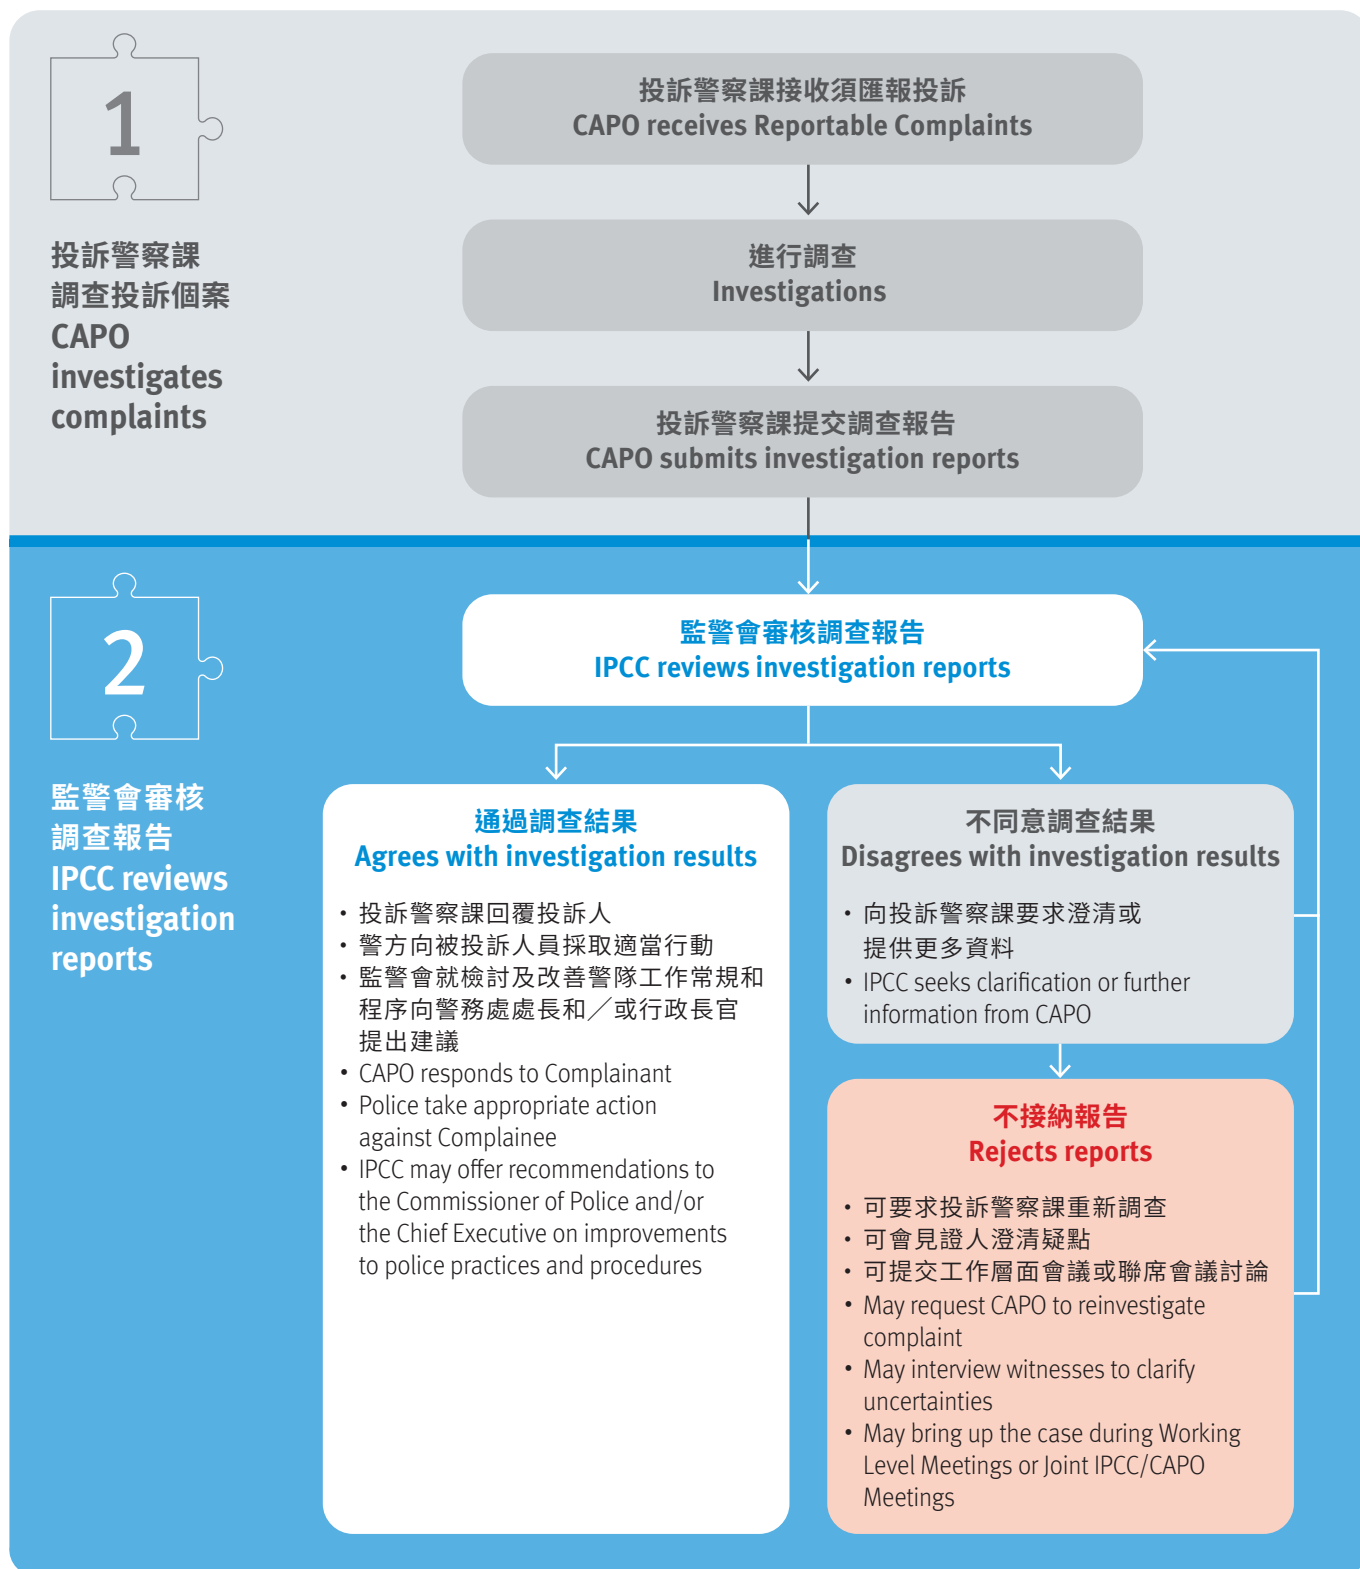 1
投訴警察課
調查投訴個案
CAPO
investigates
complaints
投訴警察課接收須匯報投訴
CAPO receives Reportable Complaints
進行調查
Investigations
投訴警察課提交調查報告
CAPO submits investigation reports
2
監警會審核
調查報告
IPCC reviews
investigation
reports
監警會審核調查報告
IPCC reviews investigation reports
通過調查結果
Agrees with investigation results
・投訴警察課回覆投訴人
・警方向被投訴人員採取適當行動
・監警會就檢討及改善警隊工作常規和
程序向警務處處長和／或行政長官
提出建議
• CAPO responds to Complainant
• Police take appropriate action
against Complainee
• IPCC may offer recommendations to
the Commissioner of Police and/or
the Chief Executive on improvements
to police practices and procedures
不同意調查結果
Disagrees with investigation results
・向投訴警察課要求澄清或
提供更多資料
• IPCC seeks clarification or further
information from CAPO
不接納報告
Rejects reports
・可要求投訴警察課重新調查
・可會見證人澄清疑點
・可提交工作層面會議或聯席會議討論
• May request CAPO to reinvestigate
complaint
• May interview witnesses to clarify
uncertainties
• May bring up the case during Working
Level Meetings or Joint IPCC/CAPO
Meetings